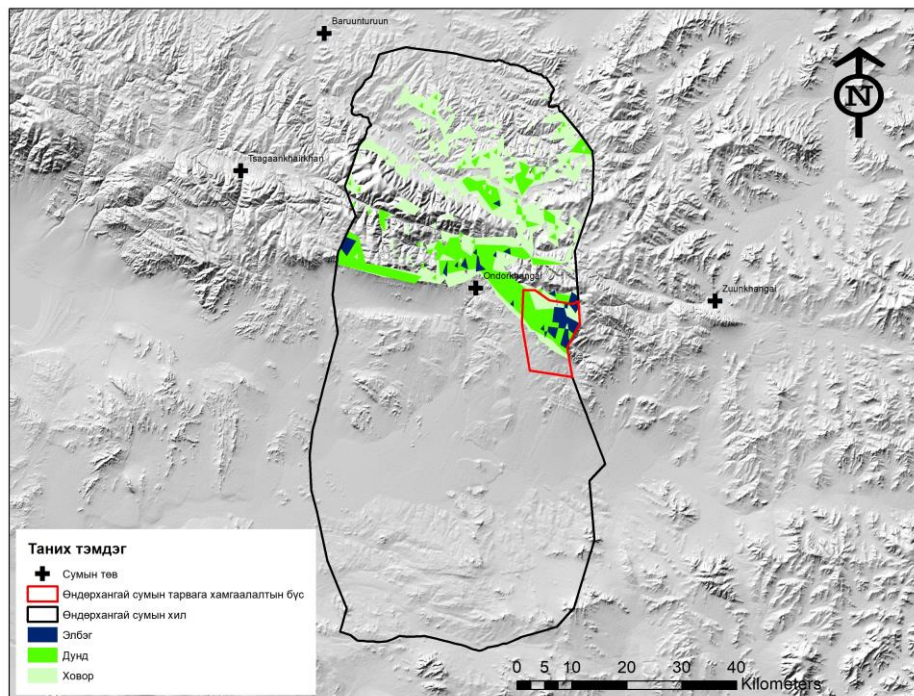 Baruunturuun
N
Tsagaankhairkhan
Ondorkhangai
Zuunkhangai
Таних тэмдэг
Сумын төв
Өндөрхангай сумын тарвага хамгаалалтын бүс
Өндөрхангай сумын хил
Элбэг
Дунд
Ховор
0 5 10 20 30 40
Kilometers